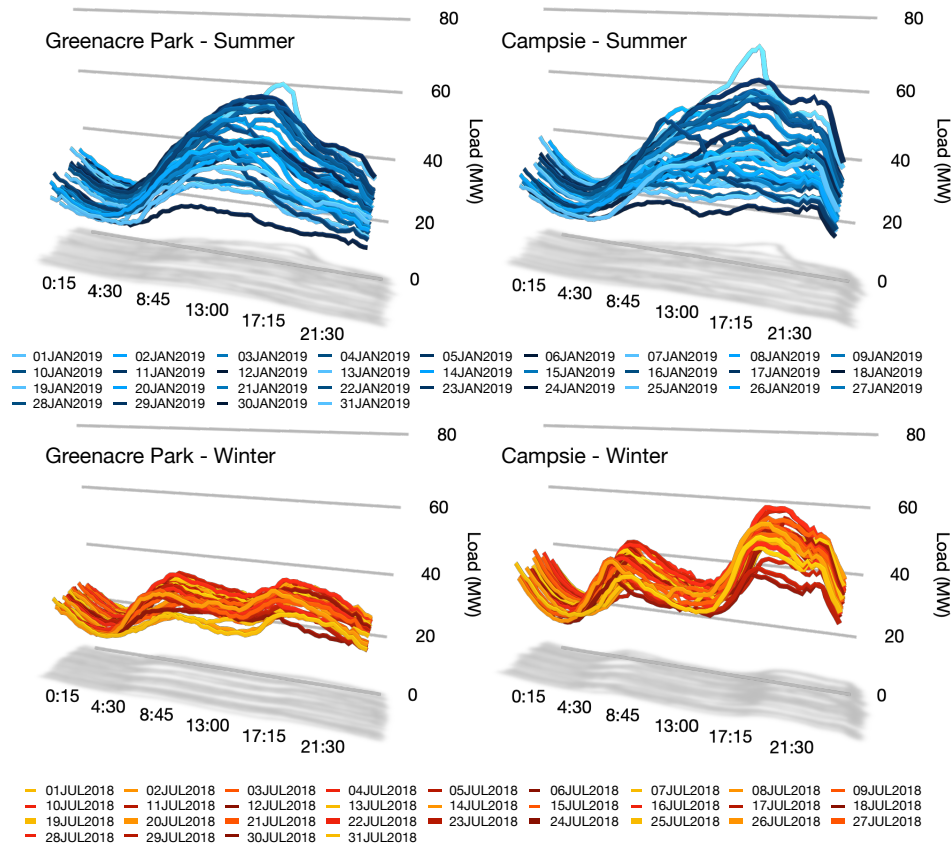 80
80
Greenacre Park - Summer
Campsie - Summer
60
60
Load (MW)
Load (MW)
40
40
20
20
0
0
0:15
4:30
8:45
13:00
17:15
21:30
0:15
4:30
8:45
13:00
17:15
21:30
01JAN2019 02JAN2019 03JAN2019 04JAN2019 05JAN2019 06JAN2019 07JAN2019 08JAN2019 09JAN2019
10JAN2019 11JAN2019 12JAN2019 13JAN2019 14JAN2019 15JAN2019 16JAN2019 17JAN2019 18JAN2019
19JAN2019 20JAN2019 21JAN2019 22JAN2019 23JAN2019 24JAN2019 25JAN2019 26JAN2019 27JAN2019
28JAN2019 29JAN2019 30JAN2019 31JAN2019
80
80
Greenacre Park - Winter
Campsie - Winter
60
60
Load (MW)
Load (MW)
40
40
20
20
0
0
0:15
4:30
8:45
13:00
17:15
21:30
0:15
4:30
8:45
13:00
17:15
21:30
01JUL2018 02JUL2018 03JUL2018 04JUL2018 05JUL2018 06JUL2018 07JUL2018 08JUL2018 09JUL2018
10JUL2018 11JUL2018 12JUL2018 13JUL2018 14JUL2018 15JUL2018 16JUL2018 17JUL2018 18JUL2018
19JUL2018 20JUL2018 21JUL2018 22JUL2018 23JUL2018 24JUL2018 25JUL2018 26JUL2018 27JUL2018
28JUL2018 29JUL2018 30JUL2018 31JUL2018